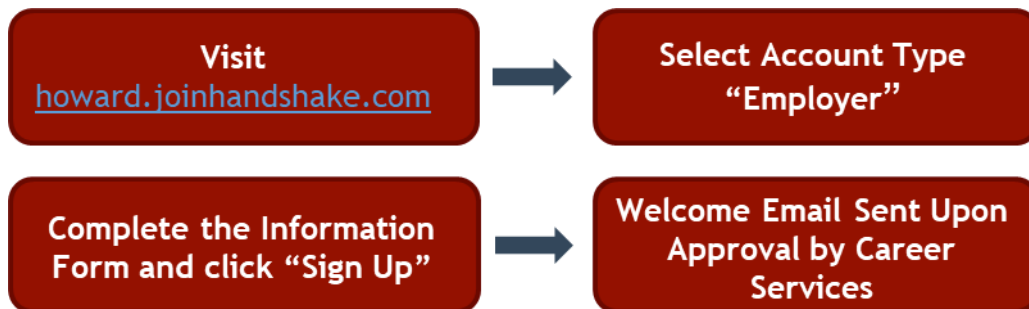 Visit
howard.joinhandshake.com
Select Account Type
“Employer”
Complete the Information
Form and click “Sign Up”
Welcome Email Sent Upon
Approval by Career
Services